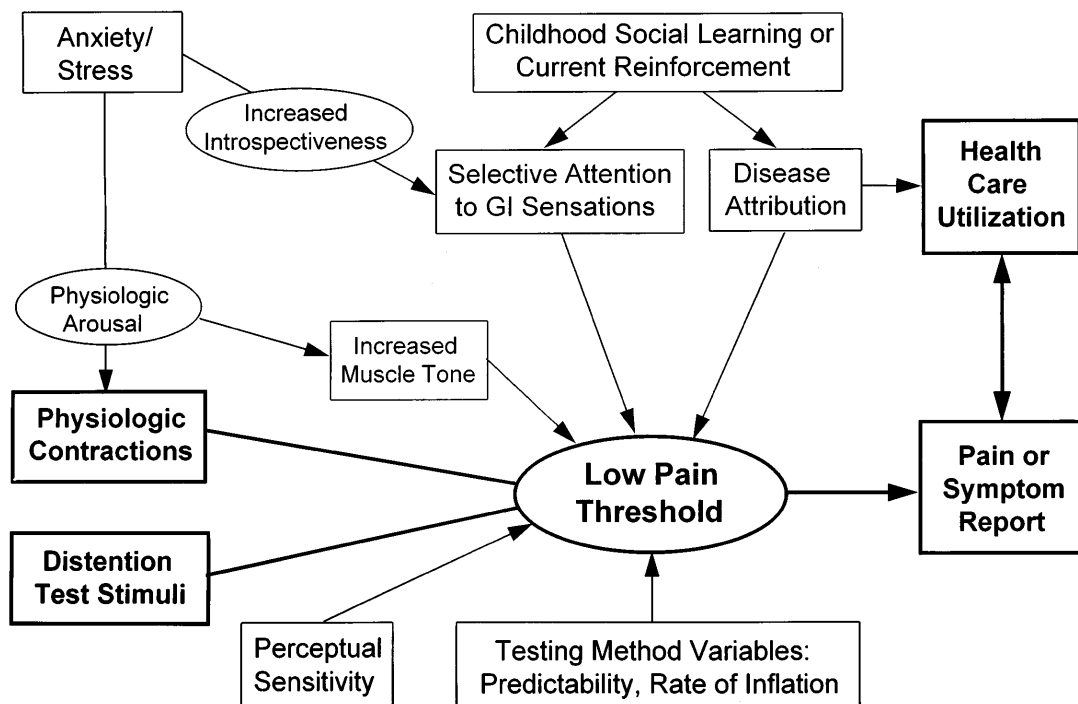 Anxiety/
Stress
Childhood Social Learning or
Current Reinforcement
Increased
Introspectiveness
Selective Attention
to GI Sensations
Disease
Attribution
Health
Care
Utilization
Physiologic
Arousal
Increased
Muscle Tone
Physiologic
Contractions
Low Pain
Threshold
Pain or
Symptom
Report
Distention
Test Stimuli
Perceptual
Sensitivity
Testing Method Variables:
Predictability, Rate of Inflation